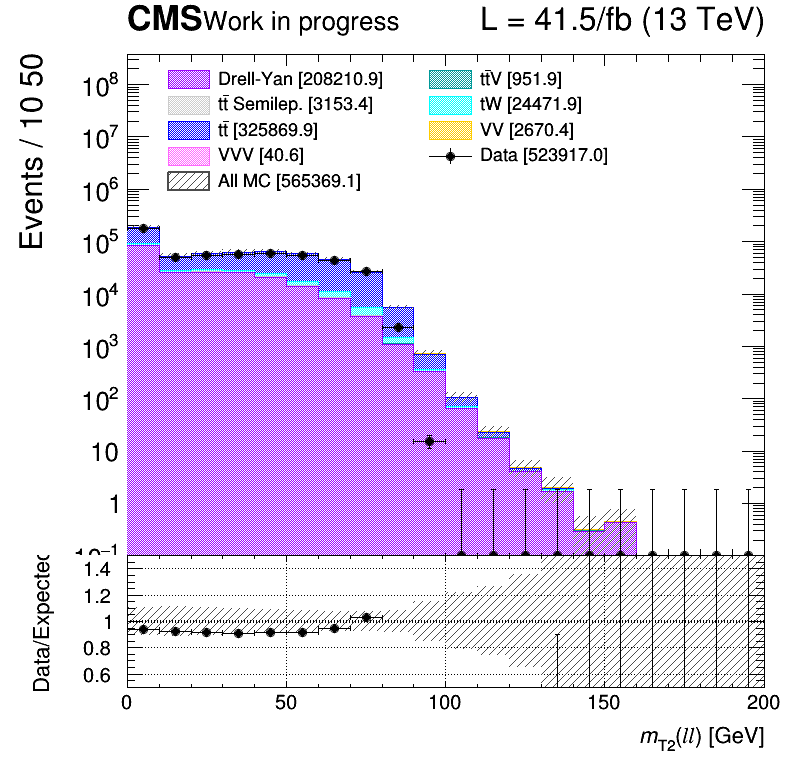 CMS Work in progress L = 41.5/fb (13 TeV)
Drell-Yan [208210.9] tt̄V [951.9]
tt̄ Semilep. [3153.4] tW [24471.9]
tt̄ [325869.9] VV [2670.4]
VVV [40.6] Data [523917.0]
All MC [565369.1]
Events / 10 50
10⁸
10⁷
10⁶
10⁵
10⁴
10³
10²
10
1
10⁻¹
Data/Expected
1.4
1.2
1
0.8
0.6
0 50 100 150 200
m_T2(ll) [GeV]